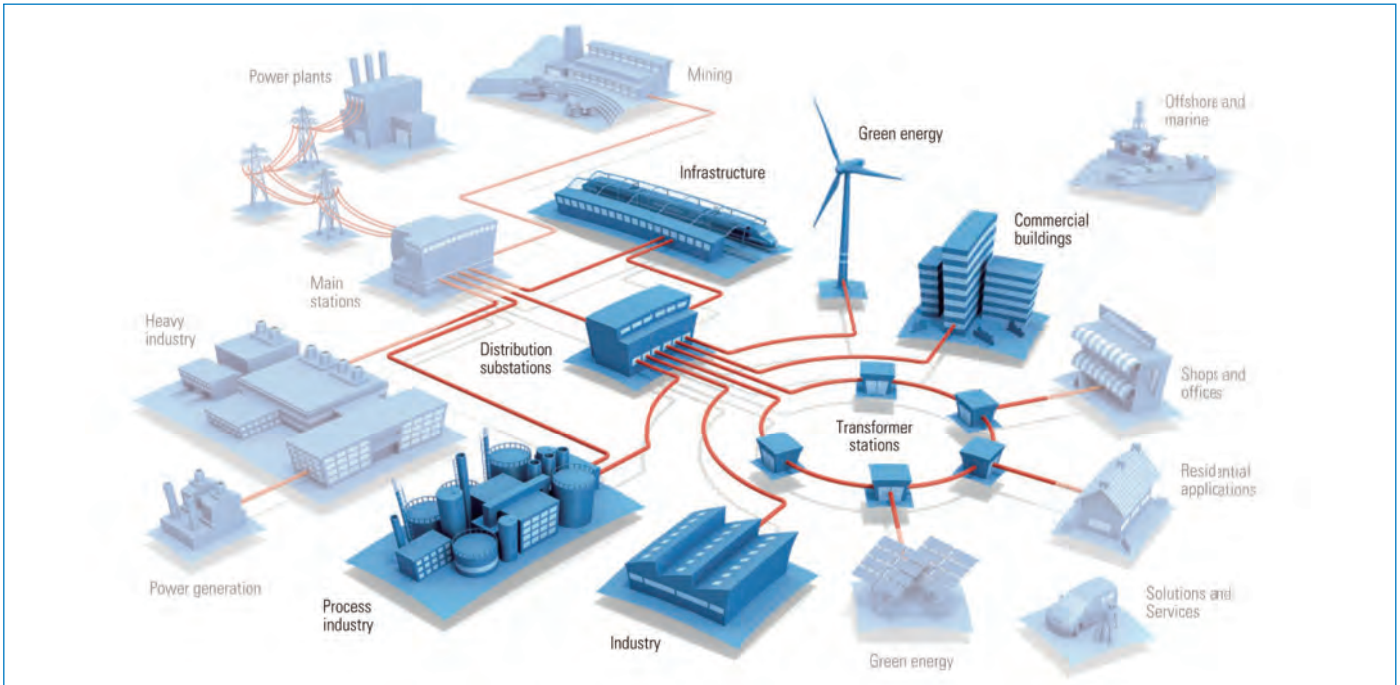 Power plants
Mining
Offshore and
marine
Green energy
Infrastructure
Commercial
buildings
Main
stations
Heavy
industry
Distribution
substations
Shops and
offices
Transformer
stations
Residential
applications
Power generation
Process
industry
Industry
Green energy
Solutions and
Services